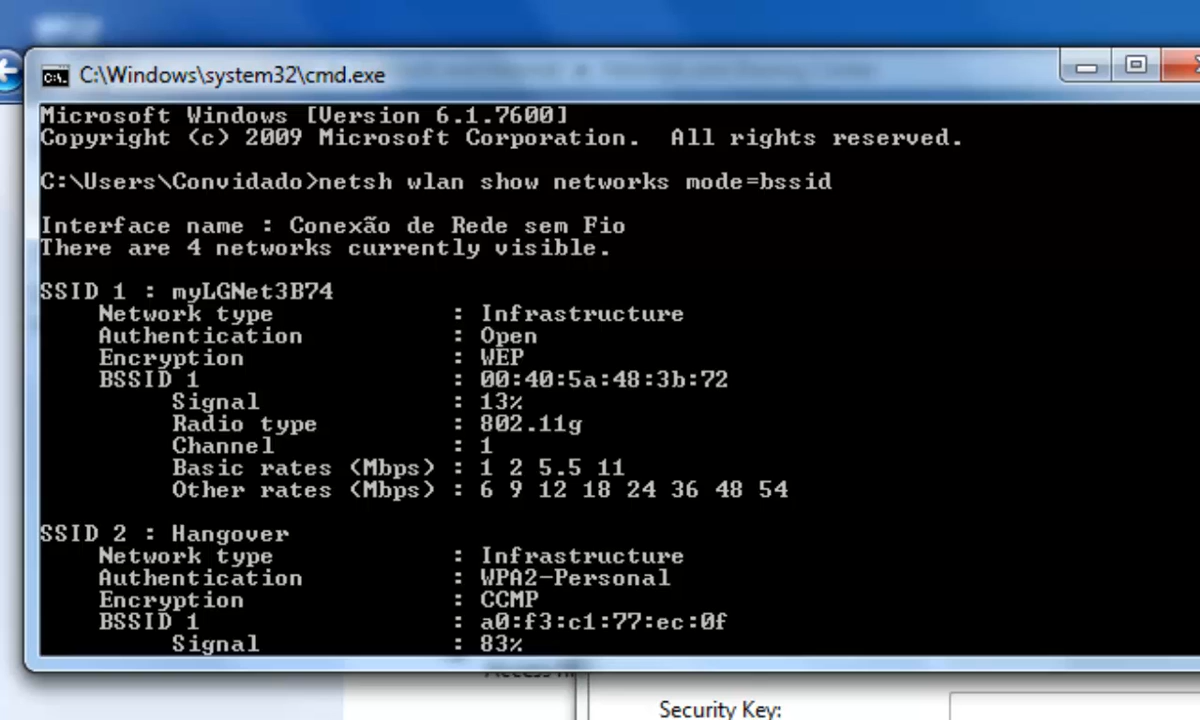 C:\Windows\system32\cmd.exe
Microsoft Windows [Version 6.1.7600]
Copyright (c) 2009 Microsoft Corporation.  All rights reserved.
C:\Users\Convidado>netsh wlan show networks mode=bssid
Interface name : Conexão de Rede sem Fio
There are 4 networks currently visible.
SSID 1 : myLGNet3B74
Network type : Infrastructure
Authentication : Open
Encryption : WEP
BSSID 1 : 00:40:5a:48:3b:72
Signal : 13%
Radio type : 802.11g
Channel : 1
Basic rates (Mbps) : 1 2 5.5 11
Other rates (Mbps) : 6 9 12 18 24 36 48 54
SSID 2 : Hangover
Network type : Infrastructure
Authentication : WPA2-Personal
Encryption : CCMP
BSSID 1 : a0:f3:c1:77:ec:0f
Signal : 83%
Security Key: